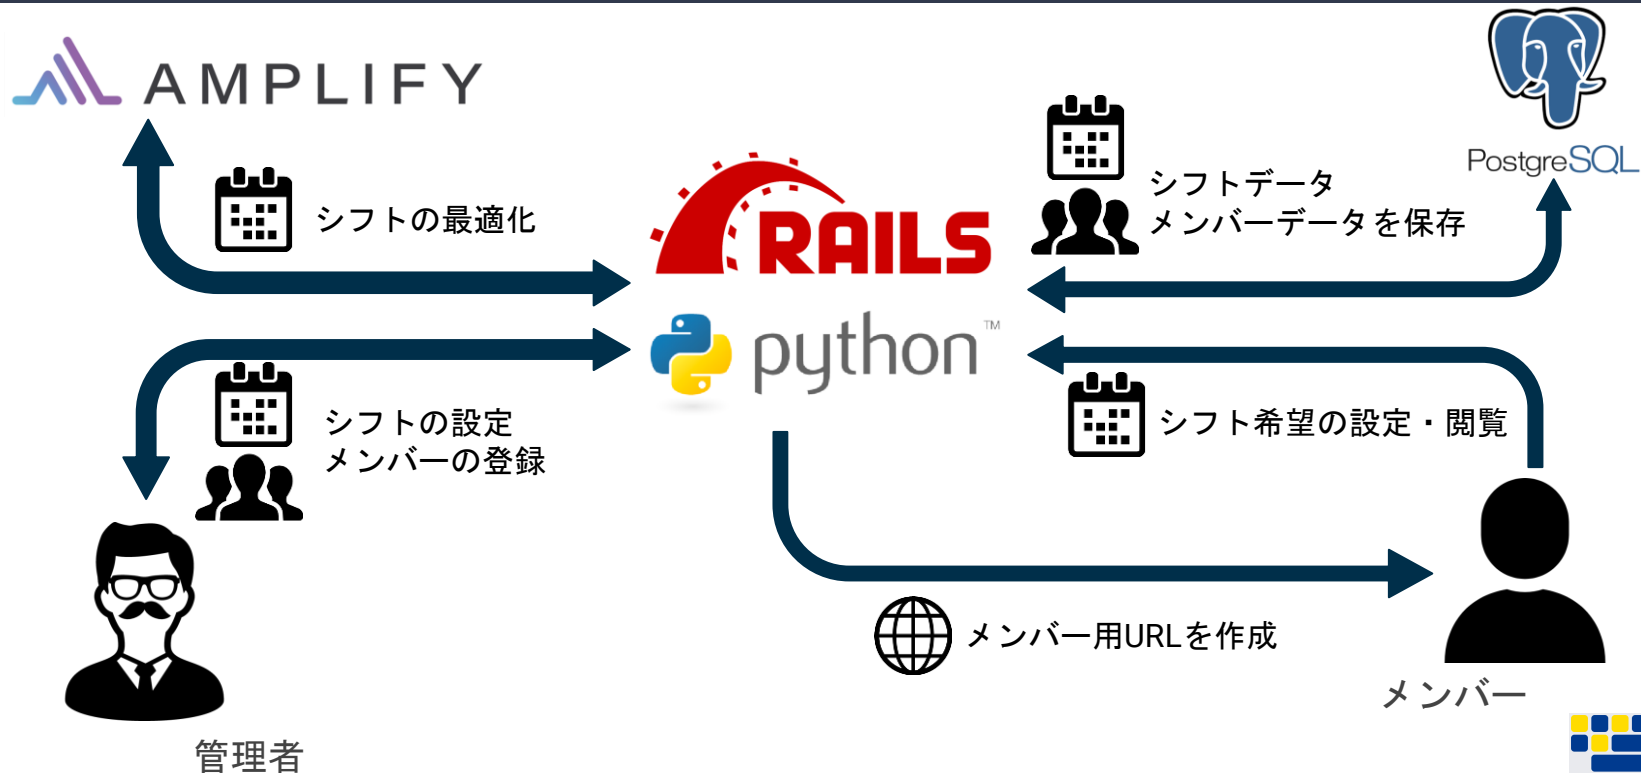 AMPLIFY
PostgreSQL
シフトの最適化
RAILS
シフトデータ
メンバーデータを保存
python™
シフトの設定
メンバーの登録
シフト希望の設定・閲覧
メンバー用URLを作成
メンバー
管理者